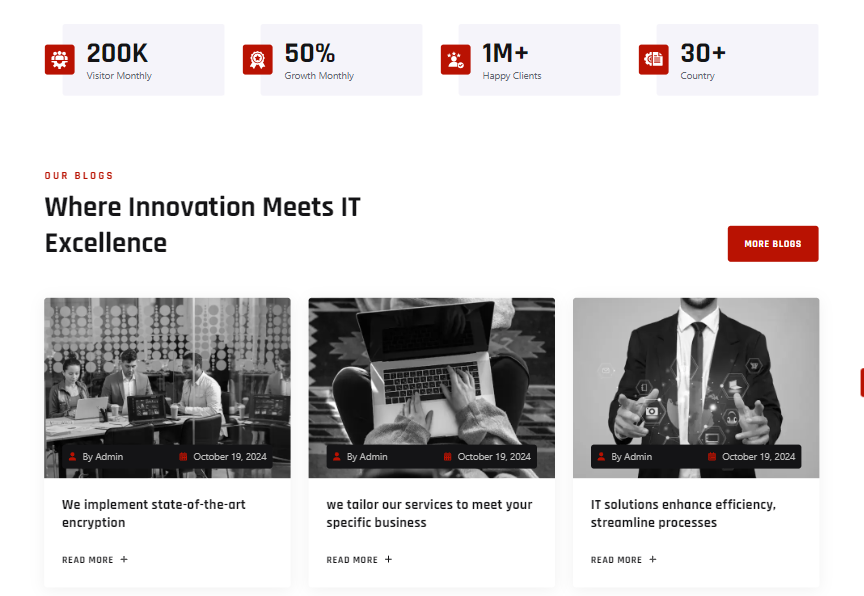 200K
Visitor Monthly
50%
Growth Monthly
1M+
Happy Clients
30+
Country
OUR BLOGS
Where Innovation Meets IT
Excellence
MORE BLOGS
By Admin
October 19, 2024
By Admin
October 19, 2024
By Admin
October 19, 2024
We implement state-of-the-art
encryption
READ MORE +
we tailor our services to meet your
specific business
READ MORE +
IT solutions enhance efficiency,
streamline processes
READ MORE +